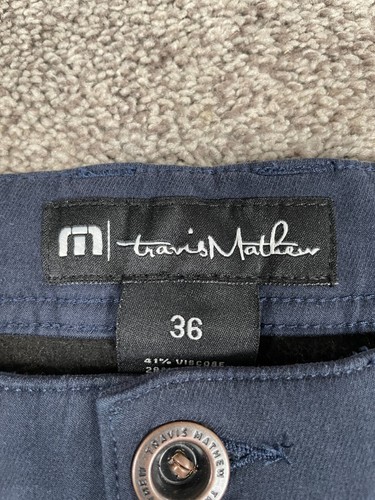 travisMathew
36
41% VISCOSE
TRAVIS MATHEW